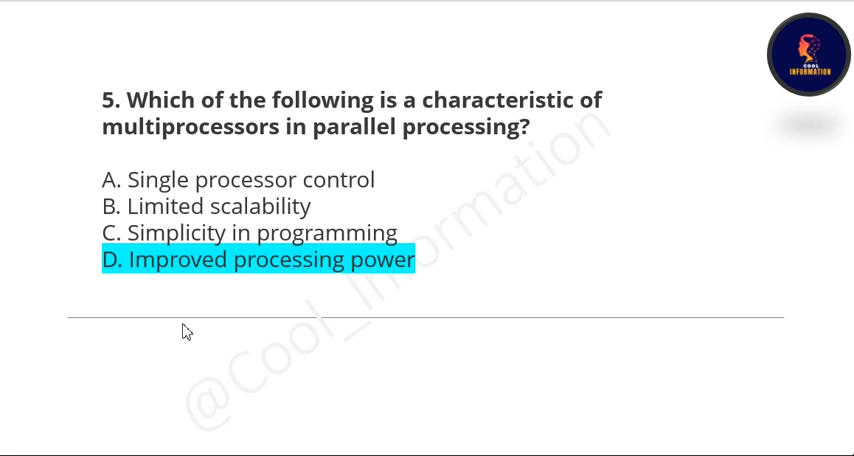 COOL
INFORMATION
5. Which of the following is a characteristic of
multiprocessors in parallel processing?
A. Single processor control
B. Limited scalability
C. Simplicity in programming
D. Improved processing power
@Cool_Information